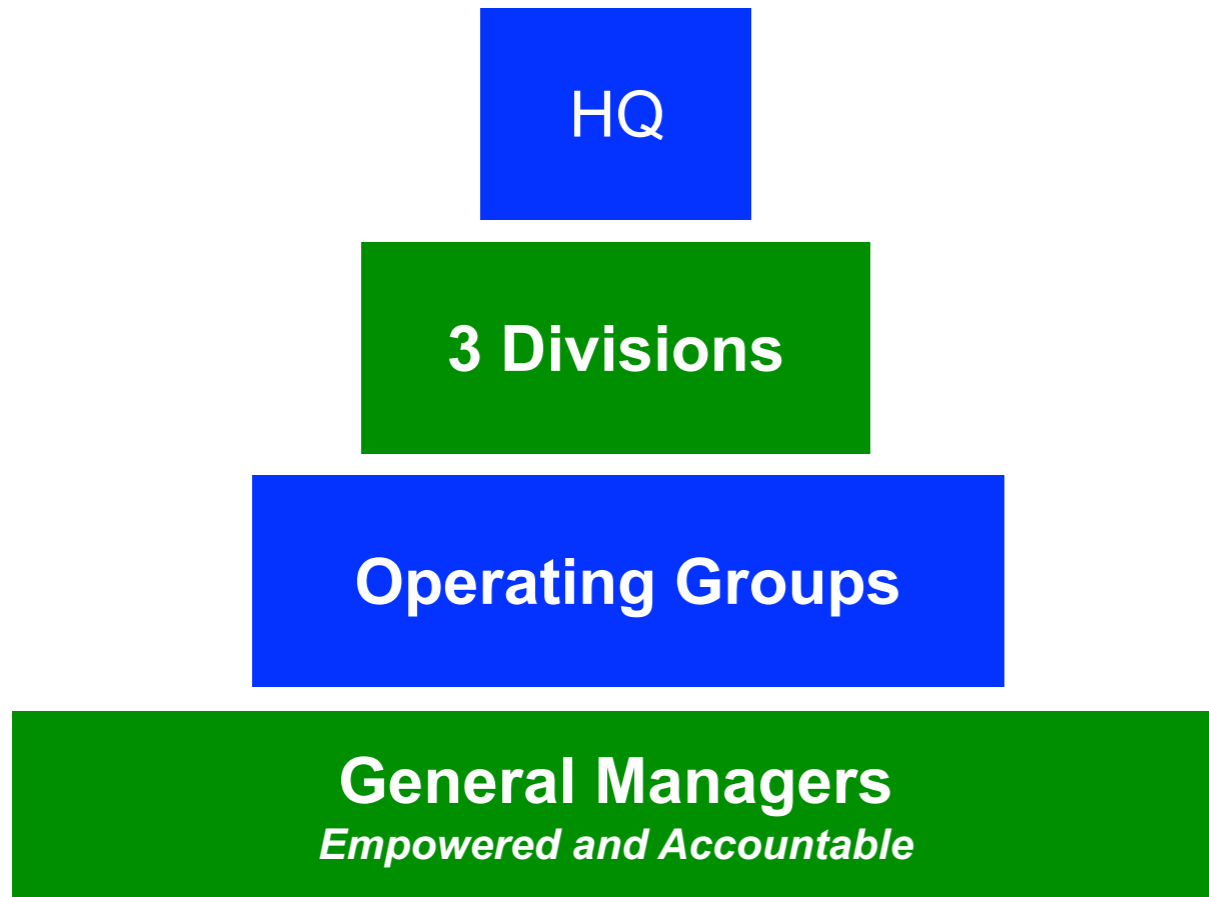 HQ
3 Divisions
Operating Groups
General Managers
Empowered and Accountable